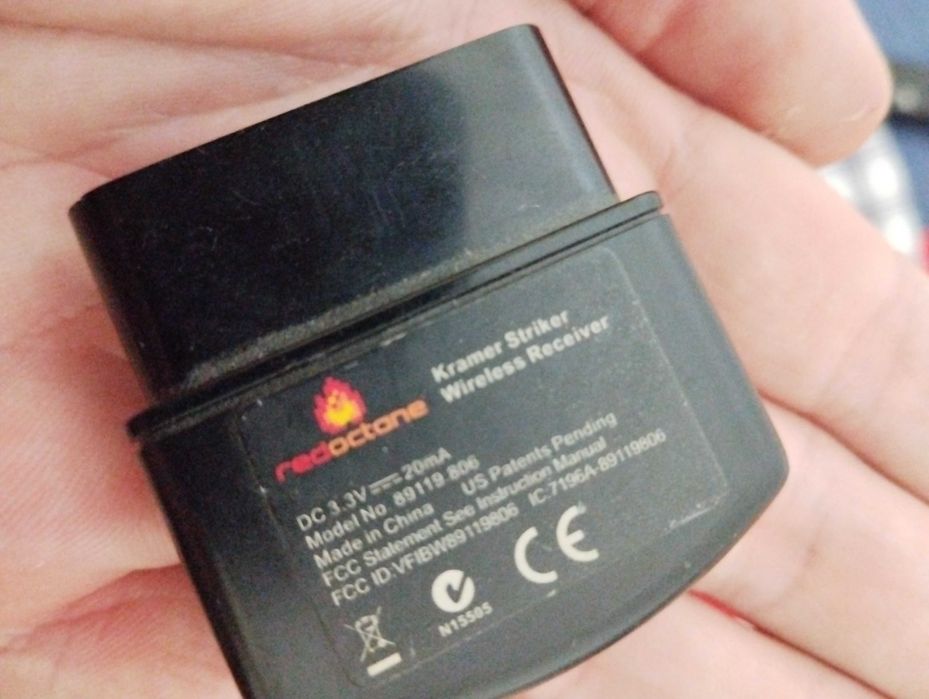 redoctane
Kramer Striker
Wireless Receiver
DC 3.3V 20mA
Model No 89119 806
Made in China US Patents Pending
FCC Statement See Instruction Manual
FCC ID:VFIBW89119806 IC:7196A-89119806
CE
N15595